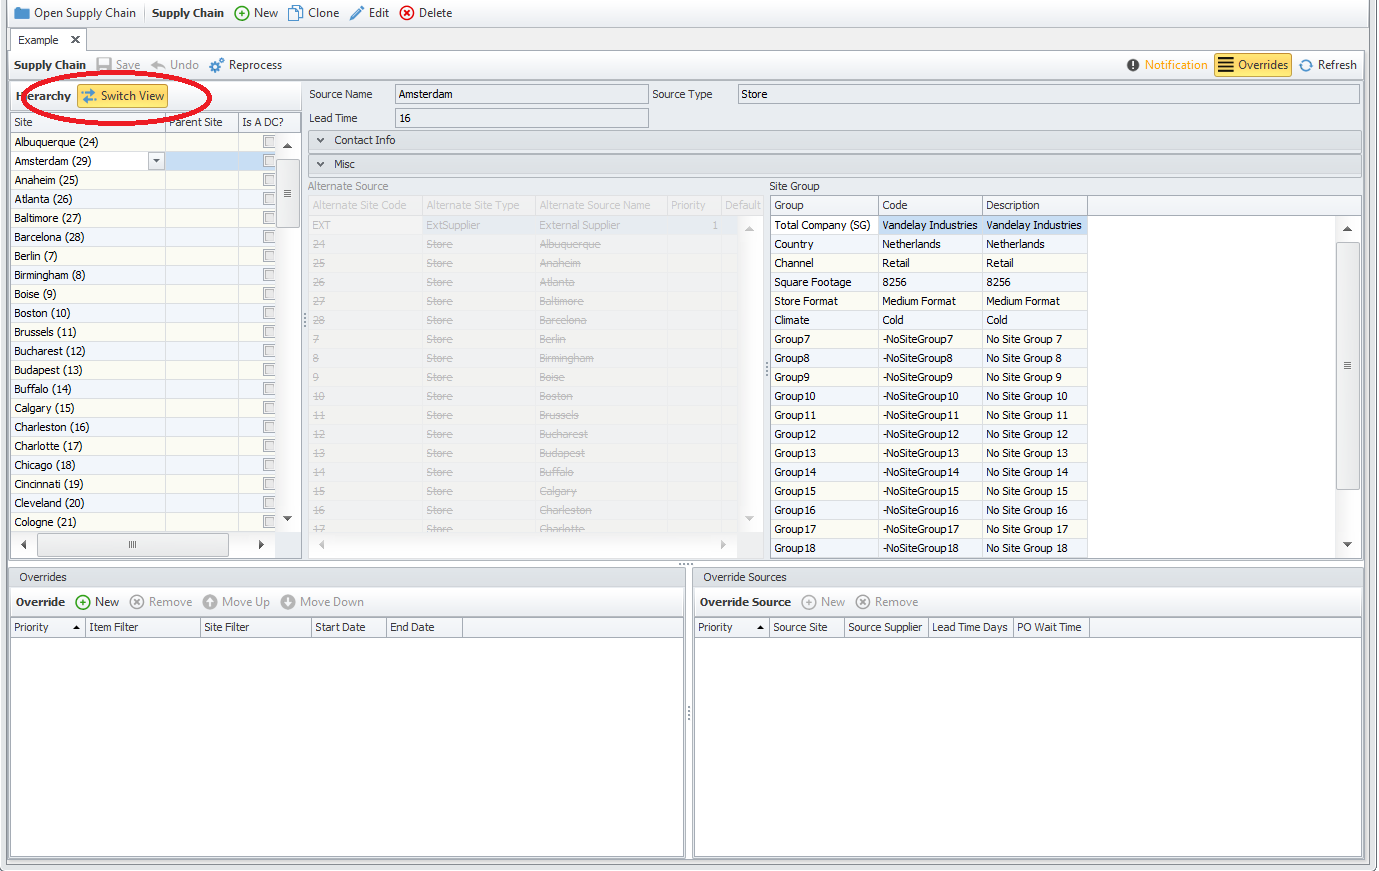 Open Supply Chain Supply Chain New Clone Edit Delete
Example
Supply Chain Save Undo Reprocess Notification Overrides Refresh
Hierarchy Switch View
Site Parent Site Is A DC?
Albuquerque (24)
Amsterdam (29)
Anaheim (25)
Atlanta (26)
Baltimore (27)
Barcelona (28)
Berlin (7)
Birmingham (8)
Boise (9)
Boston (10)
Brussels (11)
Bucharest (12)
Budapest (13)
Buffalo (14)
Calgary (15)
Charleston (16)
Charlotte (17)
Chicago (18)
Cincinnati (19)
Cleveland (20)
Cologne (21)
Source Name Amsterdam Source Type Store
Lead Time 16
Contact Info
Misc
Alternate Source
Alternate Site Code Alternate Site Type Alternate Source Name Priority Default
EXT ExtSupplier External Supplier 1
24 Store Albuquerque
25 Store Anaheim
26 Store Atlanta
27 Store Baltimore
28 Store Barcelona
7 Store Berlin
8 Store Birmingham
9 Store Boise
10 Store Boston
11 Store Brussels
12 Store Bucharest
13 Store Budapest
14 Store Buffalo
15 Store Calgary
16 Store Charleston
17 Store Charlotte
Site Group
Group Code Description
Total Company (SG) Vandelay Industries Vandelay Industries
Country Netherlands Netherlands
Channel Retail Retail
Square Footage 8256 8256
Store Format Medium Format Medium Format
Climate Cold Cold
Group7 -NoSiteGroup7 No Site Group 7
Group8 -NoSiteGroup8 No Site Group 8
Group9 -NoSiteGroup9 No Site Group 9
Group10 -NoSiteGroup10 No Site Group 10
Group11 -NoSiteGroup11 No Site Group 11
Group12 -NoSiteGroup12 No Site Group 12
Group13 -NoSiteGroup13 No Site Group 13
Group14 -NoSiteGroup14 No Site Group 14
Group15 -NoSiteGroup15 No Site Group 15
Group16 -NoSiteGroup16 No Site Group 16
Group17 -NoSiteGroup17 No Site Group 17
Group18 -NoSiteGroup18 No Site Group 18
Overrides
Override New Remove Move Up Move Down
Priority Item Filter Site Filter Start Date End Date
Override Sources
Override Source New Remove
Priority Source Site Source Supplier Lead Time Days PO Wait Time